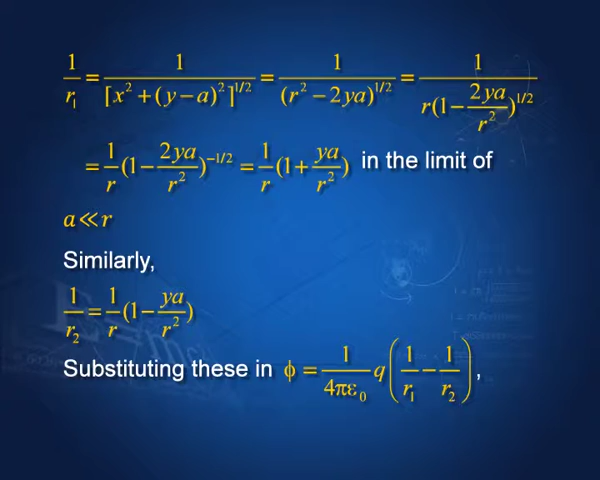 1/r₁ = 1/[x² + (y – a)²]^1/2 = 1/(r² – 2ya)^1/2 = 1/r(1 – 2ya/r²)^1/2
= 1/r (1 – 2ya/r²)^–1/2 = 1/r (1 + ya/r²) in the limit of
a ≪ r
Similarly,
1/r₂ = 1/r (1 – ya/r²)
Substituting these in ϕ = 1/4πε₀ q(1/r₁ – 1/r₂),